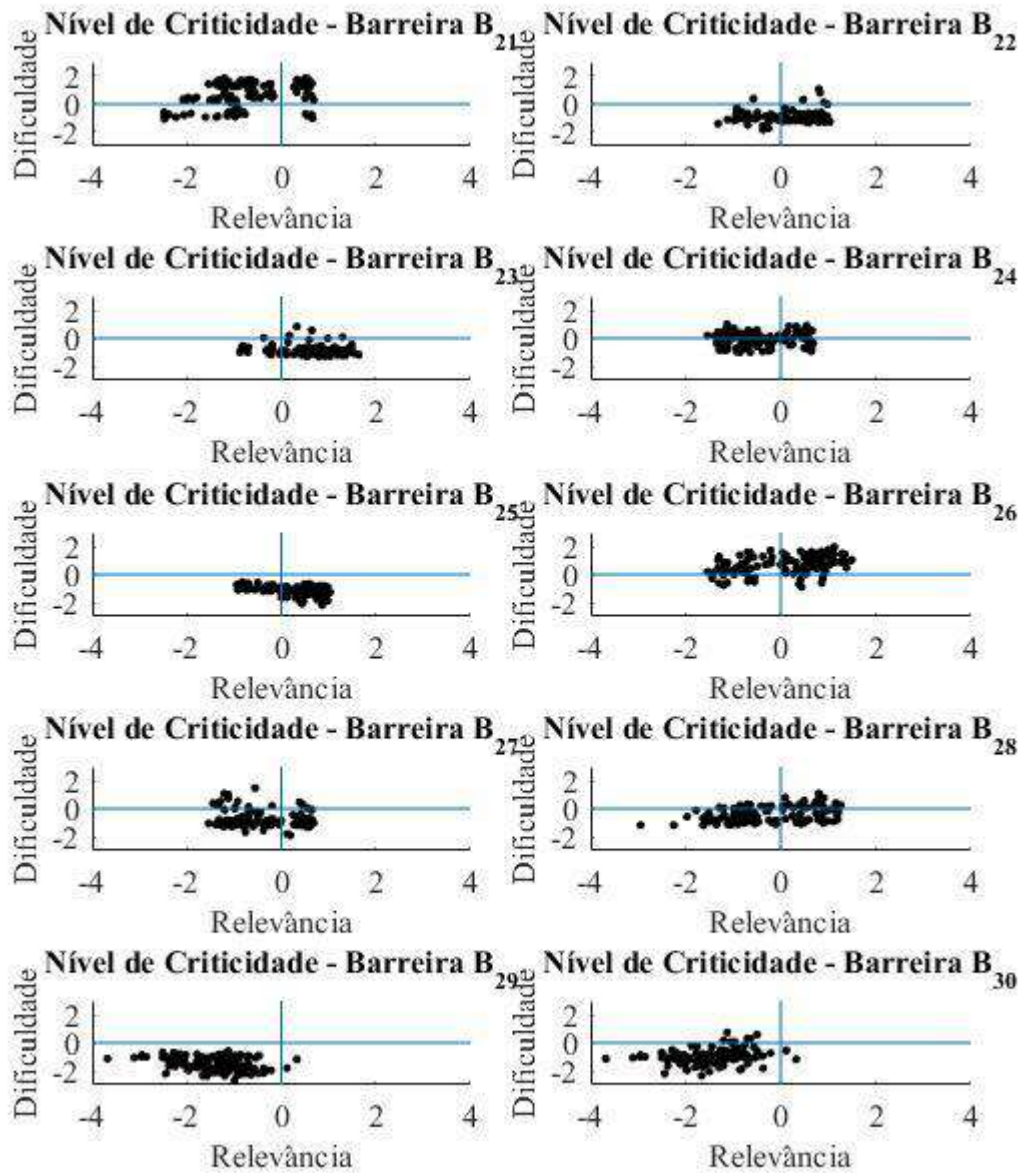 Nível de Criticidade - Barreira B21
Dificuldade
2
0
-2
-4 -2 0 2 4
Relevância
Nível de Criticidade - Barreira B22
Dificuldade
2
0
-2
-4 -2 0 2 4
Relevância
Nível de Criticidade - Barreira B23
Dificuldade
2
0
-2
-4 -2 0 2 4
Relevância
Nível de Criticidade - Barreira B24
Dificuldade
2
0
-2
-4 -2 0 2 4
Relevância
Nível de Criticidade - Barreira B25
Dificuldade
2
0
-2
-4 -2 0 2 4
Relevância
Nível de Criticidade - Barreira B26
Dificuldade
2
0
-2
-4 -2 0 2 4
Relevância
Nível de Criticidade - Barreira B27
Dificuldade
2
0
-2
-4 -2 0 2 4
Relevância
Nível de Criticidade - Barreira B28
Dificuldade
2
0
-2
-4 -2 0 2 4
Relevância
Nível de Criticidade - Barreira B29
Dificuldade
2
0
-2
-4 -2 0 2 4
Relevância
Nível de Criticidade - Barreira B30
Dificuldade
2
0
-2
-4 -2 0 2 4
Relevância